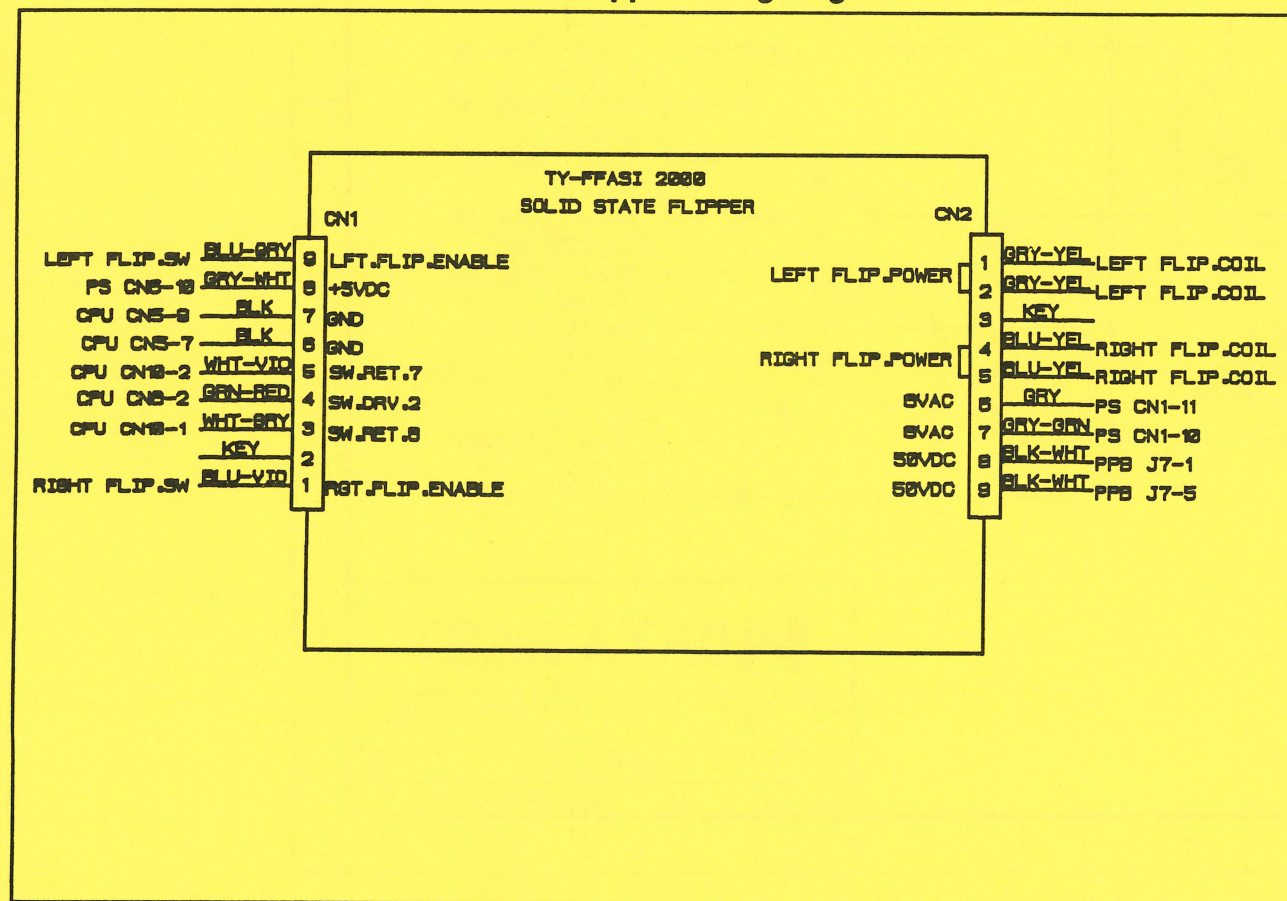 TY-FFASI 2000
SOLID STATE FLIPPER
CN1
LEFT FLIP.SW BLU-GRY 9 LFT.FLIP.ENABLE
PS CN6-10 GRY-WHT 8 +5VDC
CPU CN5-9 BLK 7 GND
CPU CN5-7 BLK 6 GND
CPU CN10-2 WHT-VIO 5 SW.RET.7
GRN-RED 4 SW.DRV.2
CPU CN10-1 WHT-GRY 3 SW.RET.8
KEY 2
RIGHT FLIP.SW BLU-VIO 1 RGT.FLIP.ENABLE
CN2
LEFT FLIP.POWER
1 GRY-YEL LEFT FLIP.COIL
2 GRY-YEL LEFT FLIP.COIL
3 KEY
RIGHT FLIP.POWER
4 BLU-YEL RIGHT FLIP.COIL
5 BLU-YEL RIGHT FLIP.COIL
6 GRY PS CN1-11
7 GRY-GRN PS CN1-10
50VDC 8 BLK-WHT PPB J7-1
50VDC 9 BLK-WHT PPB J7-5